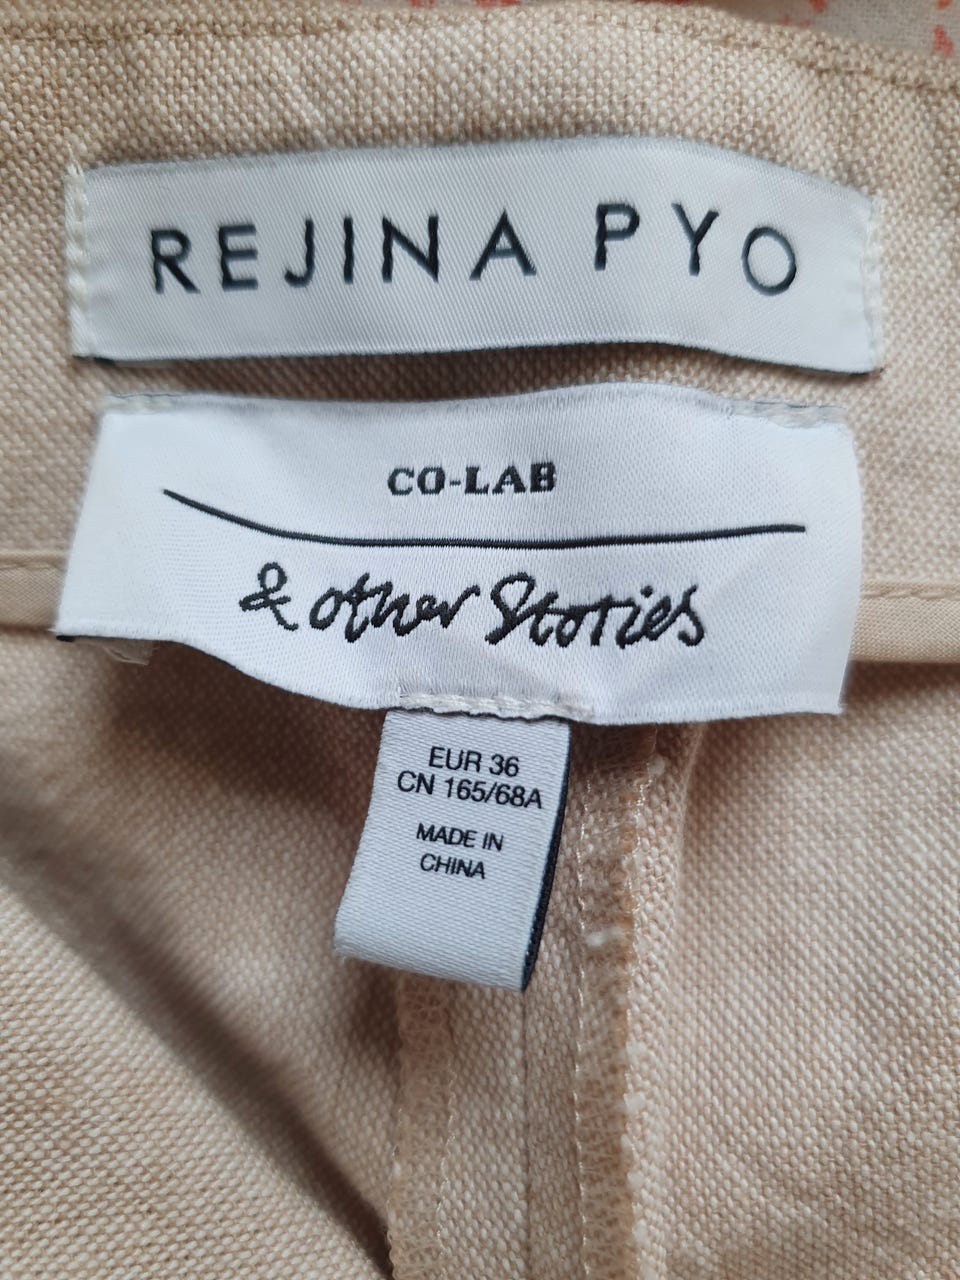 REJINA PYO
CO-LAB
& other Stories
EUR 36
CN 165/68A
MADE IN
CHINA